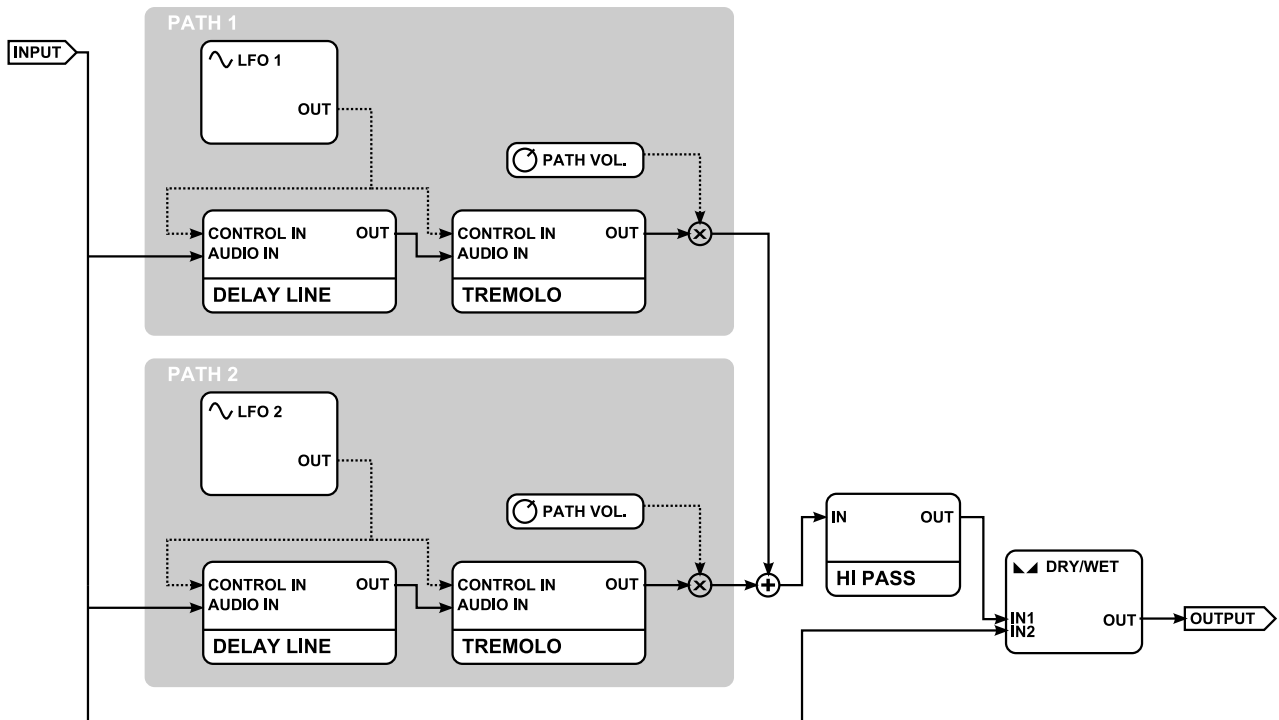 PATH 1
INPUT
LFO 1
OUT
PATH VOL.
CONTROL IN OUT
AUDIO IN
DELAY LINE
CONTROL IN OUT
AUDIO IN
TREMOLO
PATH 2
LFO 2
OUT
PATH VOL.
CONTROL IN OUT
AUDIO IN
DELAY LINE
CONTROL IN OUT
AUDIO IN
TREMOLO
IN OUT
HI PASS
DRY/WET
IN1
IN2
OUT
OUTPUT